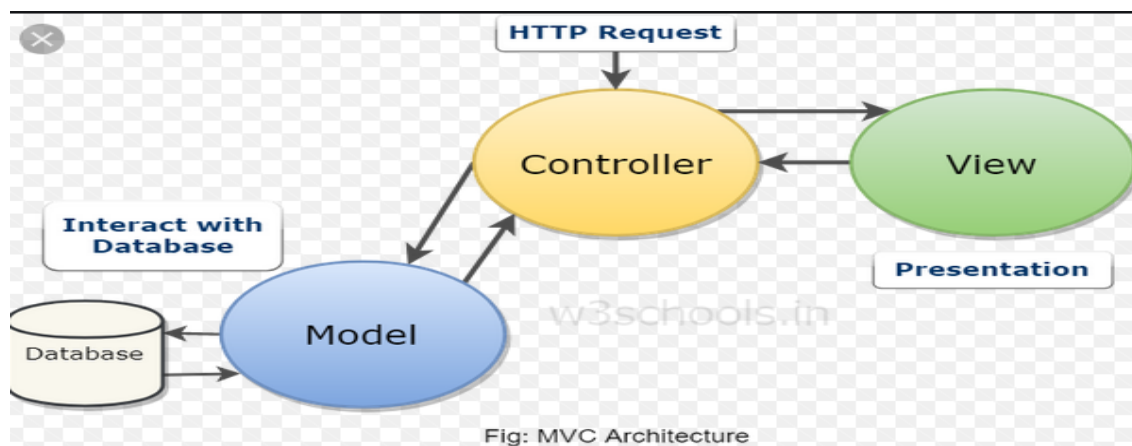 HTTP Request
Controller
View
Interact with
Database
Presentation
w3schools.in
Model
Database
Fig: MVC Architecture